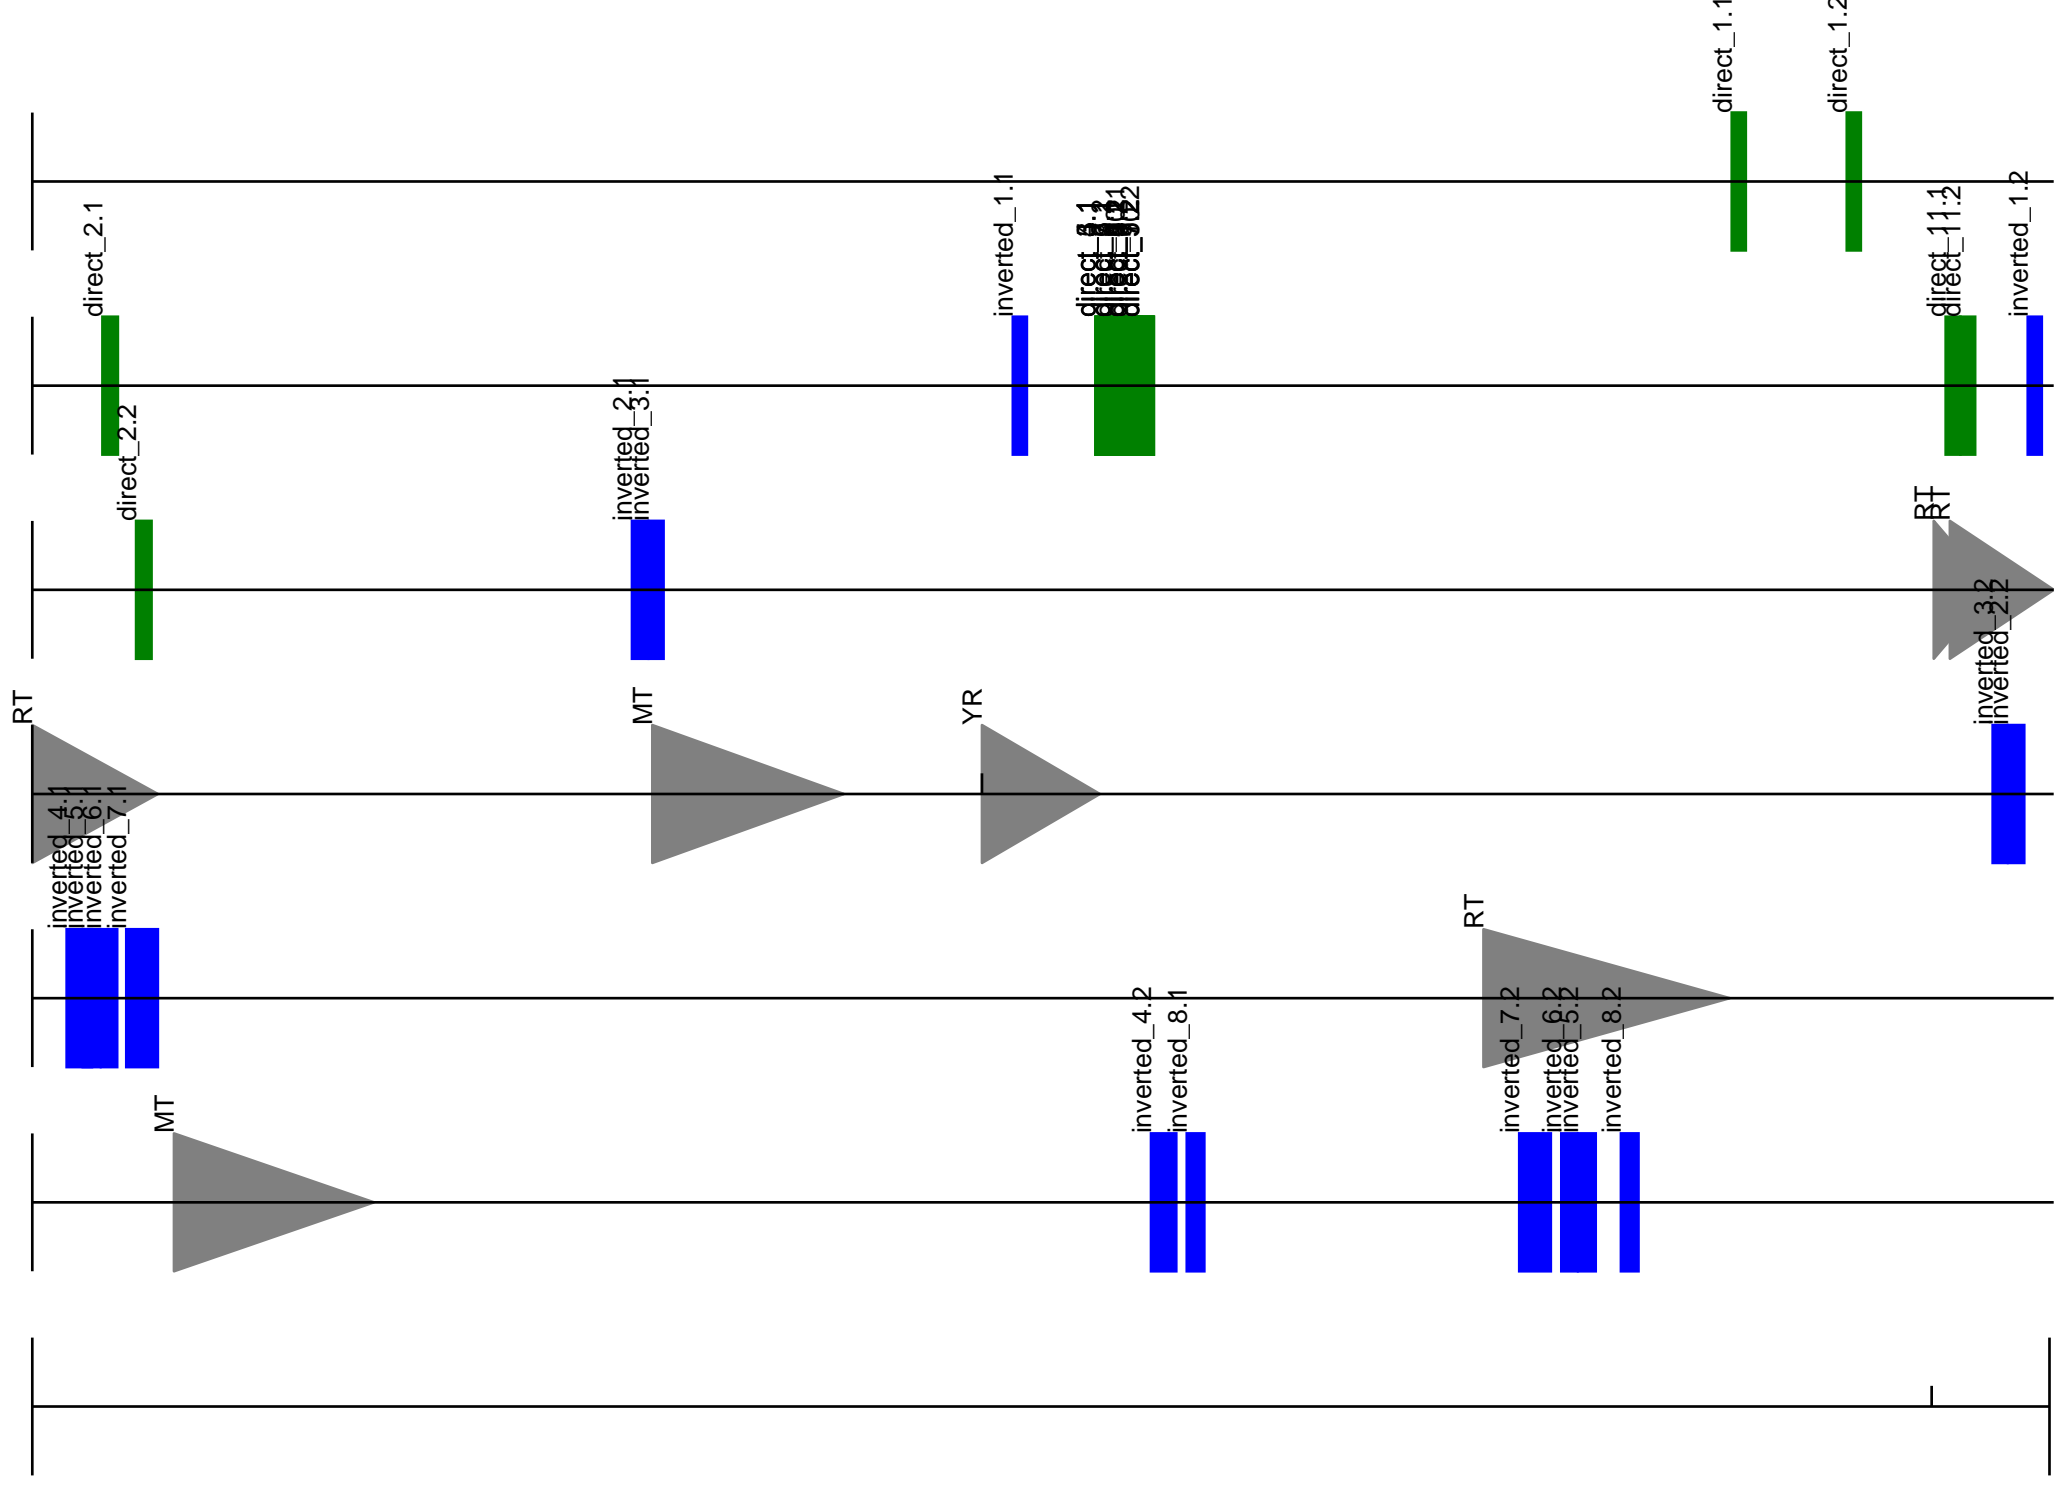 direct_1.1
direct_1.2
direct_2.1
inverted_1.1
direct_11.1
direct_11.2
inverted_1.2
direct_2.2
inverted_2.1
inverted_3.1
RT
RT
RT
MT
YR
inverted_3.2
inverted_2.2
inverted_4.1
inverted_5.1
inverted_6.1
inverted_7.1
RT
MT
inverted_4.2
inverted_8.1
inverted_7.2
inverted_6.2
inverted_5.2
inverted_8.2